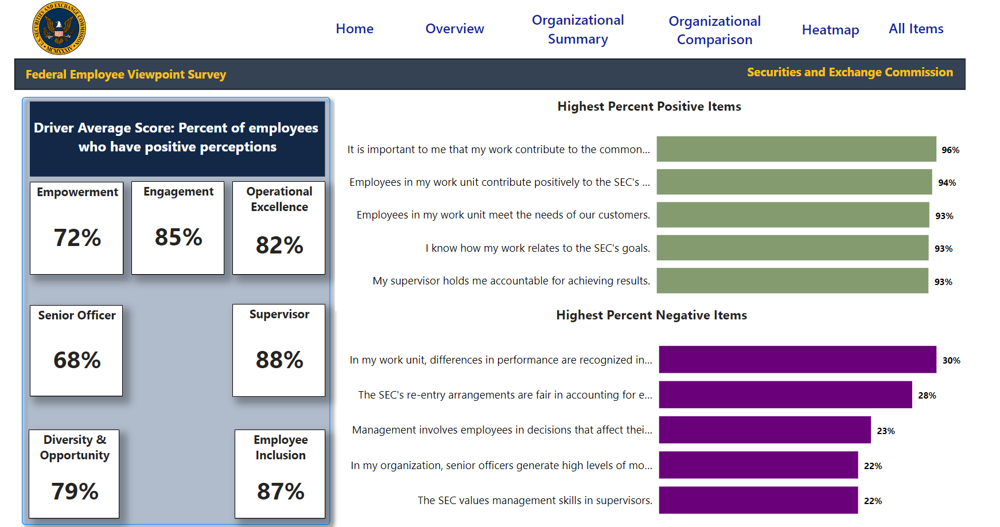 U.S. SECURITIES AND EXCHANGE COMMISSION
MCMXXXIV
Home
Overview
Organizational
Summary
Organizational
Comparison
Heatmap
All Items
Federal Employee Viewpoint Survey
Securities and Exchange Commission
Driver Average Score: Percent of employees
who have positive perceptions
Empowerment
72%
Engagement
85%
Operational
Excellence
82%
Senior Officer
68%
Supervisor
88%
Diversity &
Opportunity
79%
Employee
Inclusion
87%
Highest Percent Positive Items
It is important to me that my work contribute to the common... 96%
Employees in my work unit contribute positively to the SEC's ... 94%
Employees in my work unit meet the needs of our customers. 93%
I know how my work relates to the SEC's goals. 93%
My supervisor holds me accountable for achieving results. 93%
Highest Percent Negative Items
In my work unit, differences in performance are recognized in... 30%
The SEC's re-entry arrangements are fair in accounting for e... 28%
Management involves employees in decisions that affect thei... 23%
In my organization, senior officers generate high levels of mo... 22%
The SEC values management skills in supervisors. 22%